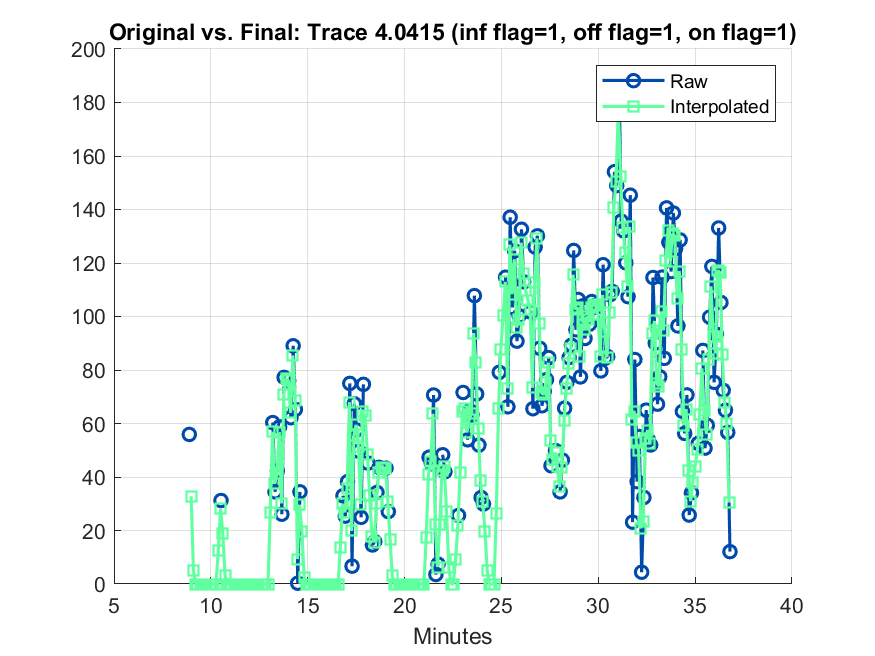 Original vs. Final: Trace 4.0415 (inf flag=1, off flag=1, on flag=1)
200
180
160
140
120
100
80
60
40
20
0
Raw
Interpolated
5 10 15 20 25 30 35 40
Minutes